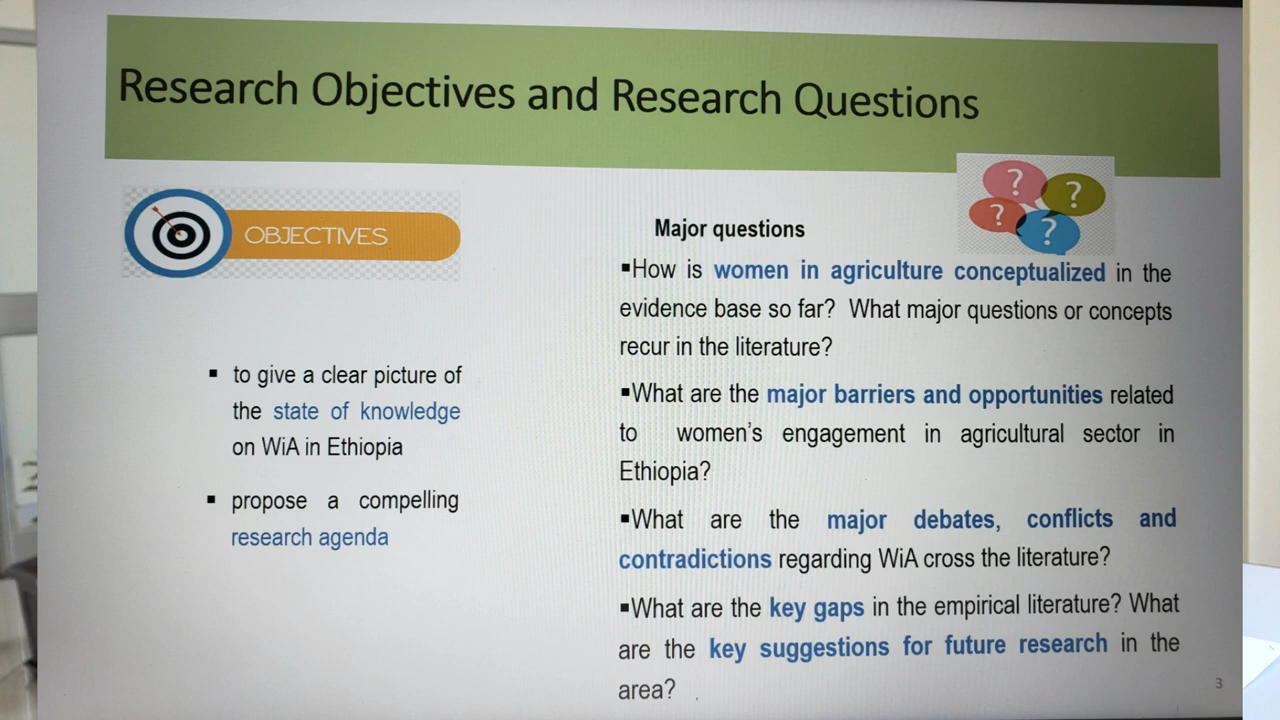 Research Objectives and Research Questions
OBJECTIVES
▪ to give a clear picture of
the state of knowledge
on WiA in Ethiopia
▪ propose a compelling
research agenda
? ? ? ?
Major questions
▪How is women in agriculture conceptualized in the
evidence base so far? What major questions or concepts
recur in the literature?
▪What are the major barriers and opportunities related
to women’s engagement in agricultural sector in
Ethiopia?
▪What are the major debates, conflicts and
contradictions regarding WiA cross the literature?
▪What are the key gaps in the empirical literature? What
are the key suggestions for future research in the
area? .
3